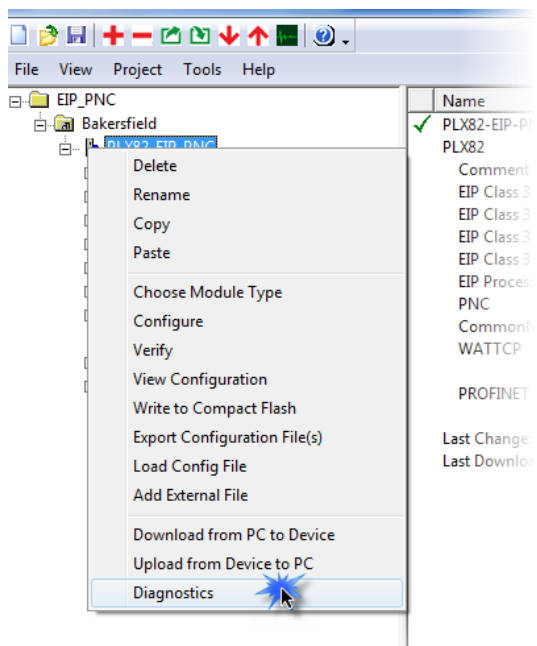 File View Project Tools Help
EIP_PNC
Bakersfield
PLX82-EIP-PNC
Delete
Rename
Copy
Paste
Choose Module Type
Configure
Verify
View Configuration
Write to Compact Flash
Export Configuration File(s)
Load Config File
Add External File
Download from PC to Device
Upload from Device to PC
Diagnostics
Name
PLX82-EIP-PN
PLX82
Comment
EIP Class 3
EIP Class 3
EIP Class 3
EIP Class 3
EIP Process
PNC
CommonN
WATTCP
PROFINET
Last Change
Last Downloa